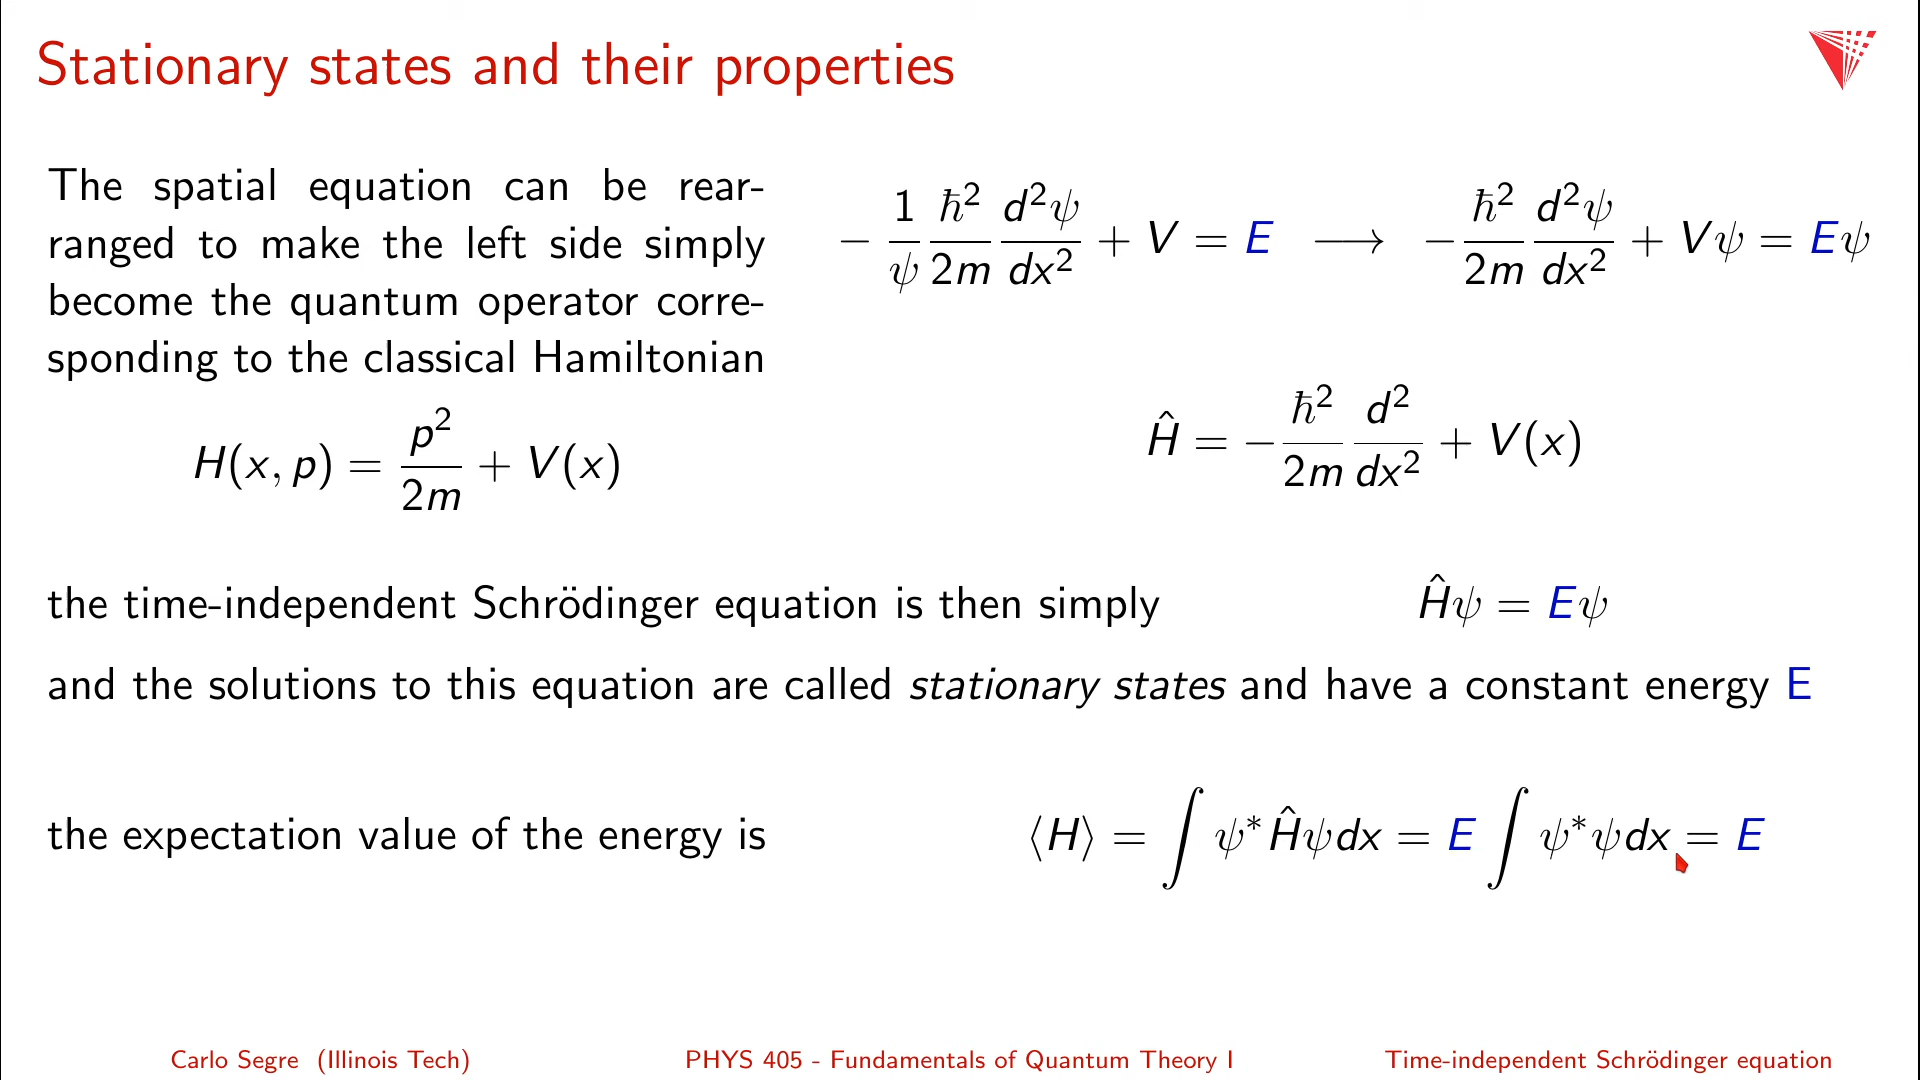 Stationary states and their properties
The spatial equation can be rear-
ranged to make the left side simply
become the quantum operator corre-
sponding to the classical Hamiltonian
H(x, p) = p²/2m + V(x)
− 1/ψ ħ²/2m d²ψ/dx² + V = E ⟶ − ħ²/2m d²ψ/dx² + Vψ = Eψ
Ĥ = − ħ²/2m d²/dx² + V(x)
the time-independent Schrödinger equation is then simply Ĥψ = Eψ
and the solutions to this equation are called stationary states and have a constant energy E
the expectation value of the energy is ⟨H⟩ = ∫ ψ*Ĥψdx = E ∫ ψ*ψdx = E
Carlo Segre (Illinois Tech) PHYS 405 - Fundamentals of Quantum Theory I Time-independent Schrödinger equation